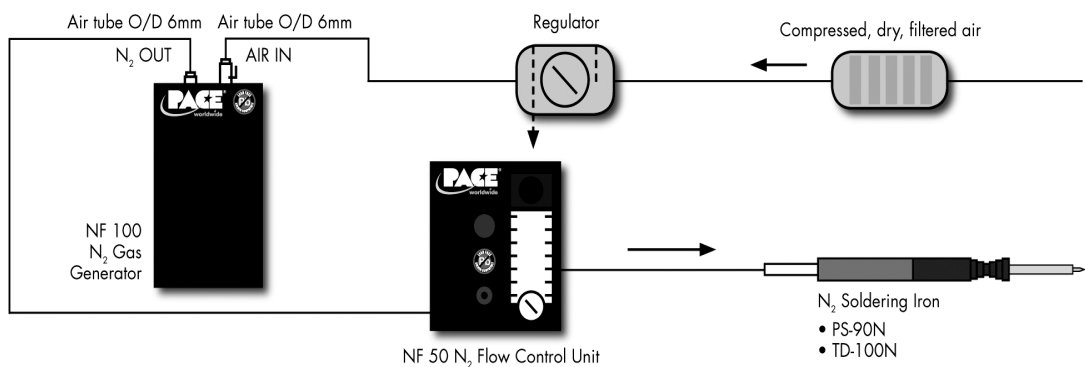 Air tube O/D 6mm Air tube O/D 6mm
N₂ OUT AIR IN
Regulator
Compressed, dry, filtered air
PACE®
worldwide
NF 100
N₂ Gas
Generator
PACE®
worldwide
NF 50 N₂ Flow Control Unit
N₂ Soldering Iron
• PS-90N
• TD-100N